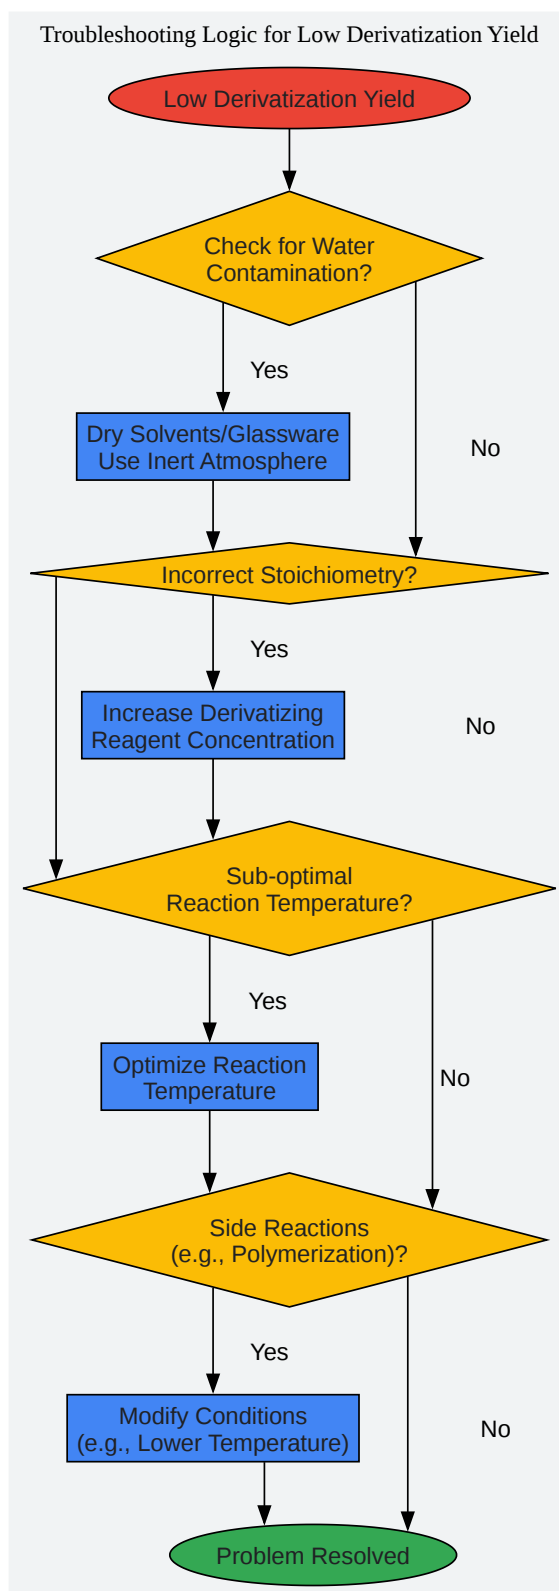 Troubleshooting Logic for Low Derivatization Yield
Low Derivatization Yield
Check for Water
Contamination?
Yes
Dry Solvents/Glassware
Use Inert Atmosphere
No
Incorrect Stoichiometry?
Yes
Increase Derivatizing
Reagent Concentration
No
Sub-optimal
Reaction Temperature?
Yes
Optimize Reaction
Temperature
No
Side Reactions
(e.g., Polymerization)?
Yes
Modify Conditions
(e.g., Lower Temperature)
No
Problem Resolved